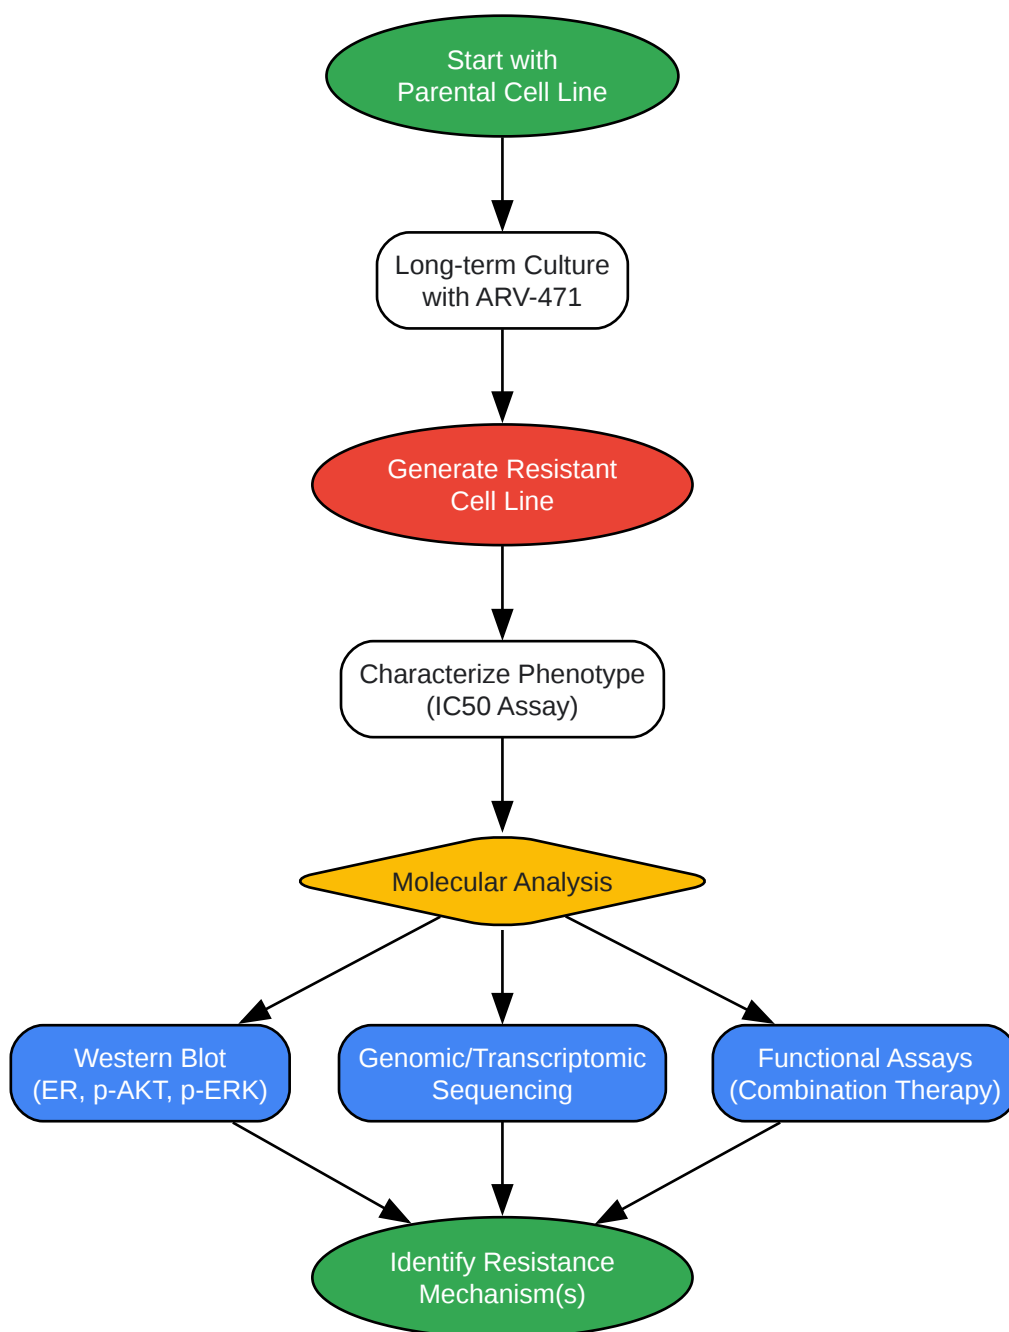 Start with
Parental Cell Line
Long-term Culture
with ARV-471
Generate Resistant
Cell Line
Characterize Phenotype
(IC50 Assay)
Molecular Analysis
Western Blot
(ER, p-AKT, p-ERK)
Genomic/Transcriptomic
Sequencing
Functional Assays
(Combination Therapy)
Identify Resistance
Mechanism(s)